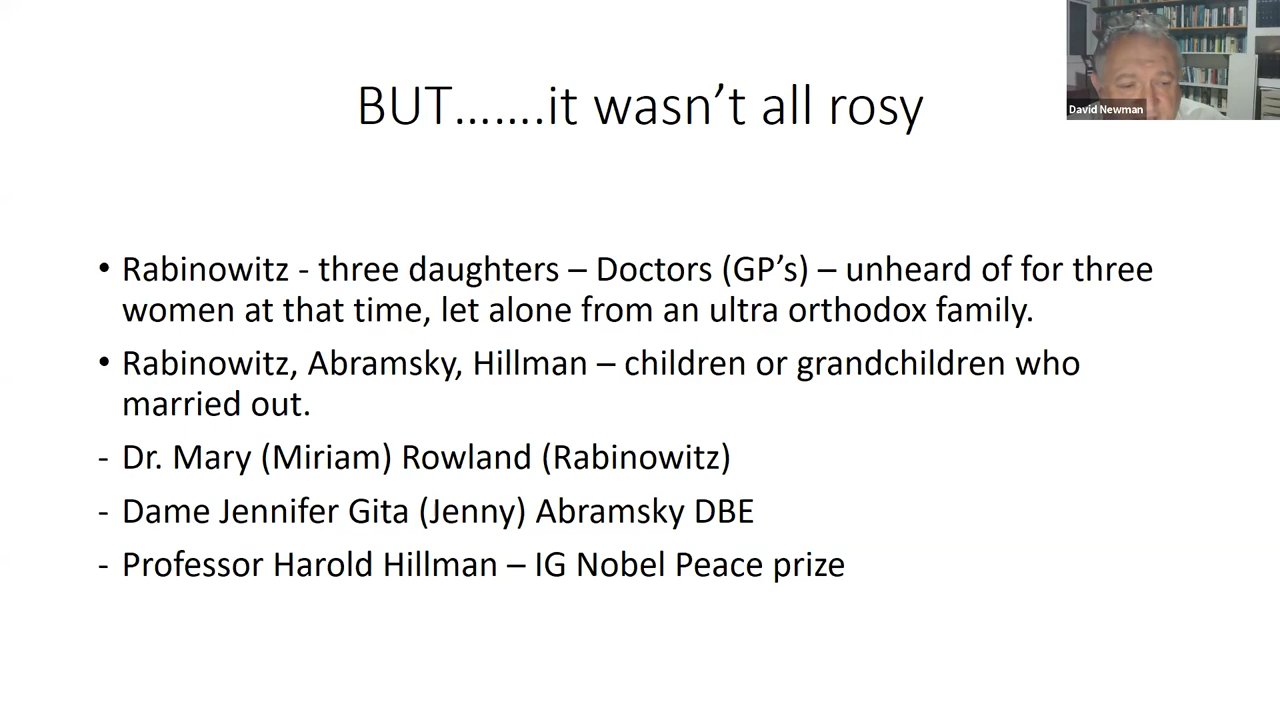 BUT…….it wasn’t all rosy
David Newman
• Rabinowitz - three daughters – Doctors (GP’s) – unheard of for three
women at that time, let alone from an ultra orthodox family.
• Rabinowitz, Abramsky, Hillman – children or grandchildren who
married out.
- Dr. Mary (Miriam) Rowland (Rabinowitz)
- Dame Jennifer Gita (Jenny) Abramsky DBE
- Professor Harold Hillman – IG Nobel Peace prize